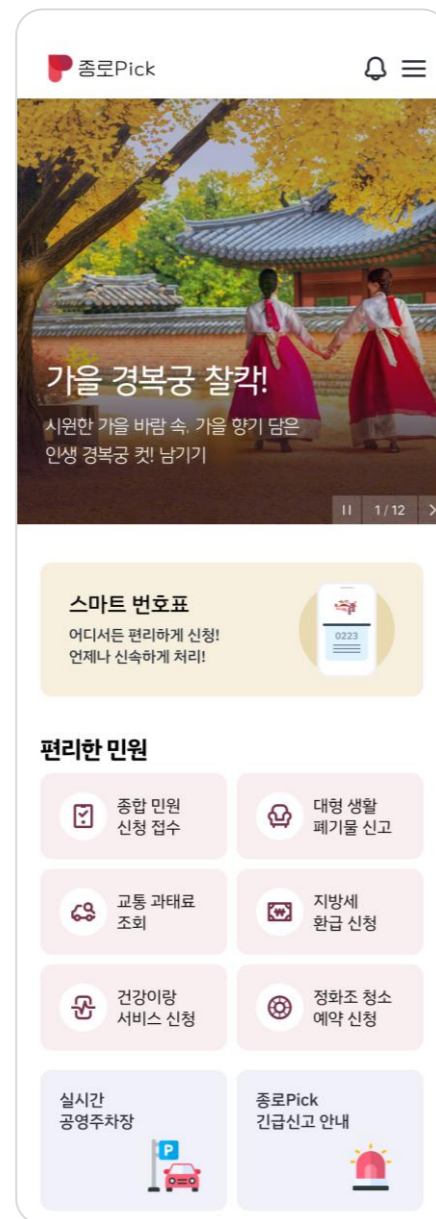 종로Pick
가을 경복궁 찰칵!
시원한 가을 바람 속, 가을 향기 담은
인생 경복궁 컷! 남기기
1 / 12
스마트 번호표
어디서든 편리하게 신청!
언제나 신속하게 처리!
0223
편리한 민원
종합 민원
신청 접수
대형 생활
폐기물 신고
교통 과태료
조회
지방세
환급 신청
건강이랑
서비스 신청
정화조 청소
예약 신청
실시간
공영주차장
P
종로Pick
긴급신고 안내